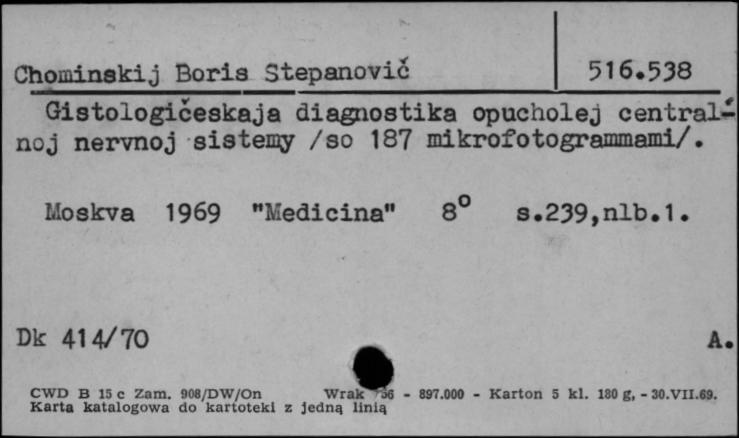 Chominskij Boris Stepanovič 516.538
Gistologičeskaja diagnostika opucholej central'-
noj nervnoj sistemy /so 187 mikrofotogrammami/.
Moskva 1969 "Medicina" 8° s.239,nlb.1.
Dk 414/70 A.
CWD B 15 c Zam. 908/DW/On Wrak 56 - 897.000 - Karton 5 kl. 180 g, - 30.VII.69.
Karta katalogowa do kartoteki z jedną linią